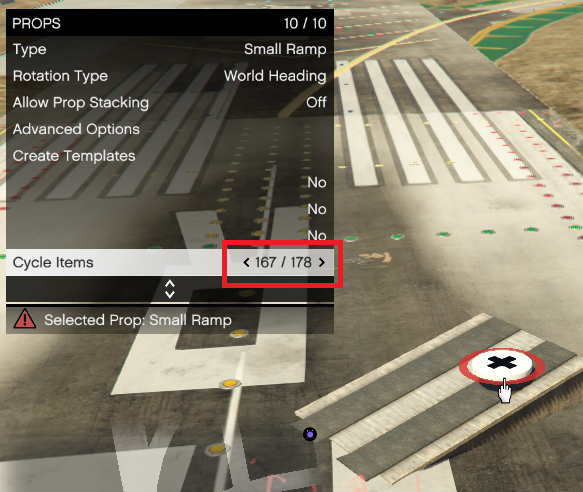 PROPS 10 / 10
Type Small Ramp
Rotation Type World Heading
Allow Prop Stacking Off
Advanced Options
Create Templates
No
No
No
Cycle Items < 167 / 178 >
Selected Prop: Small Ramp